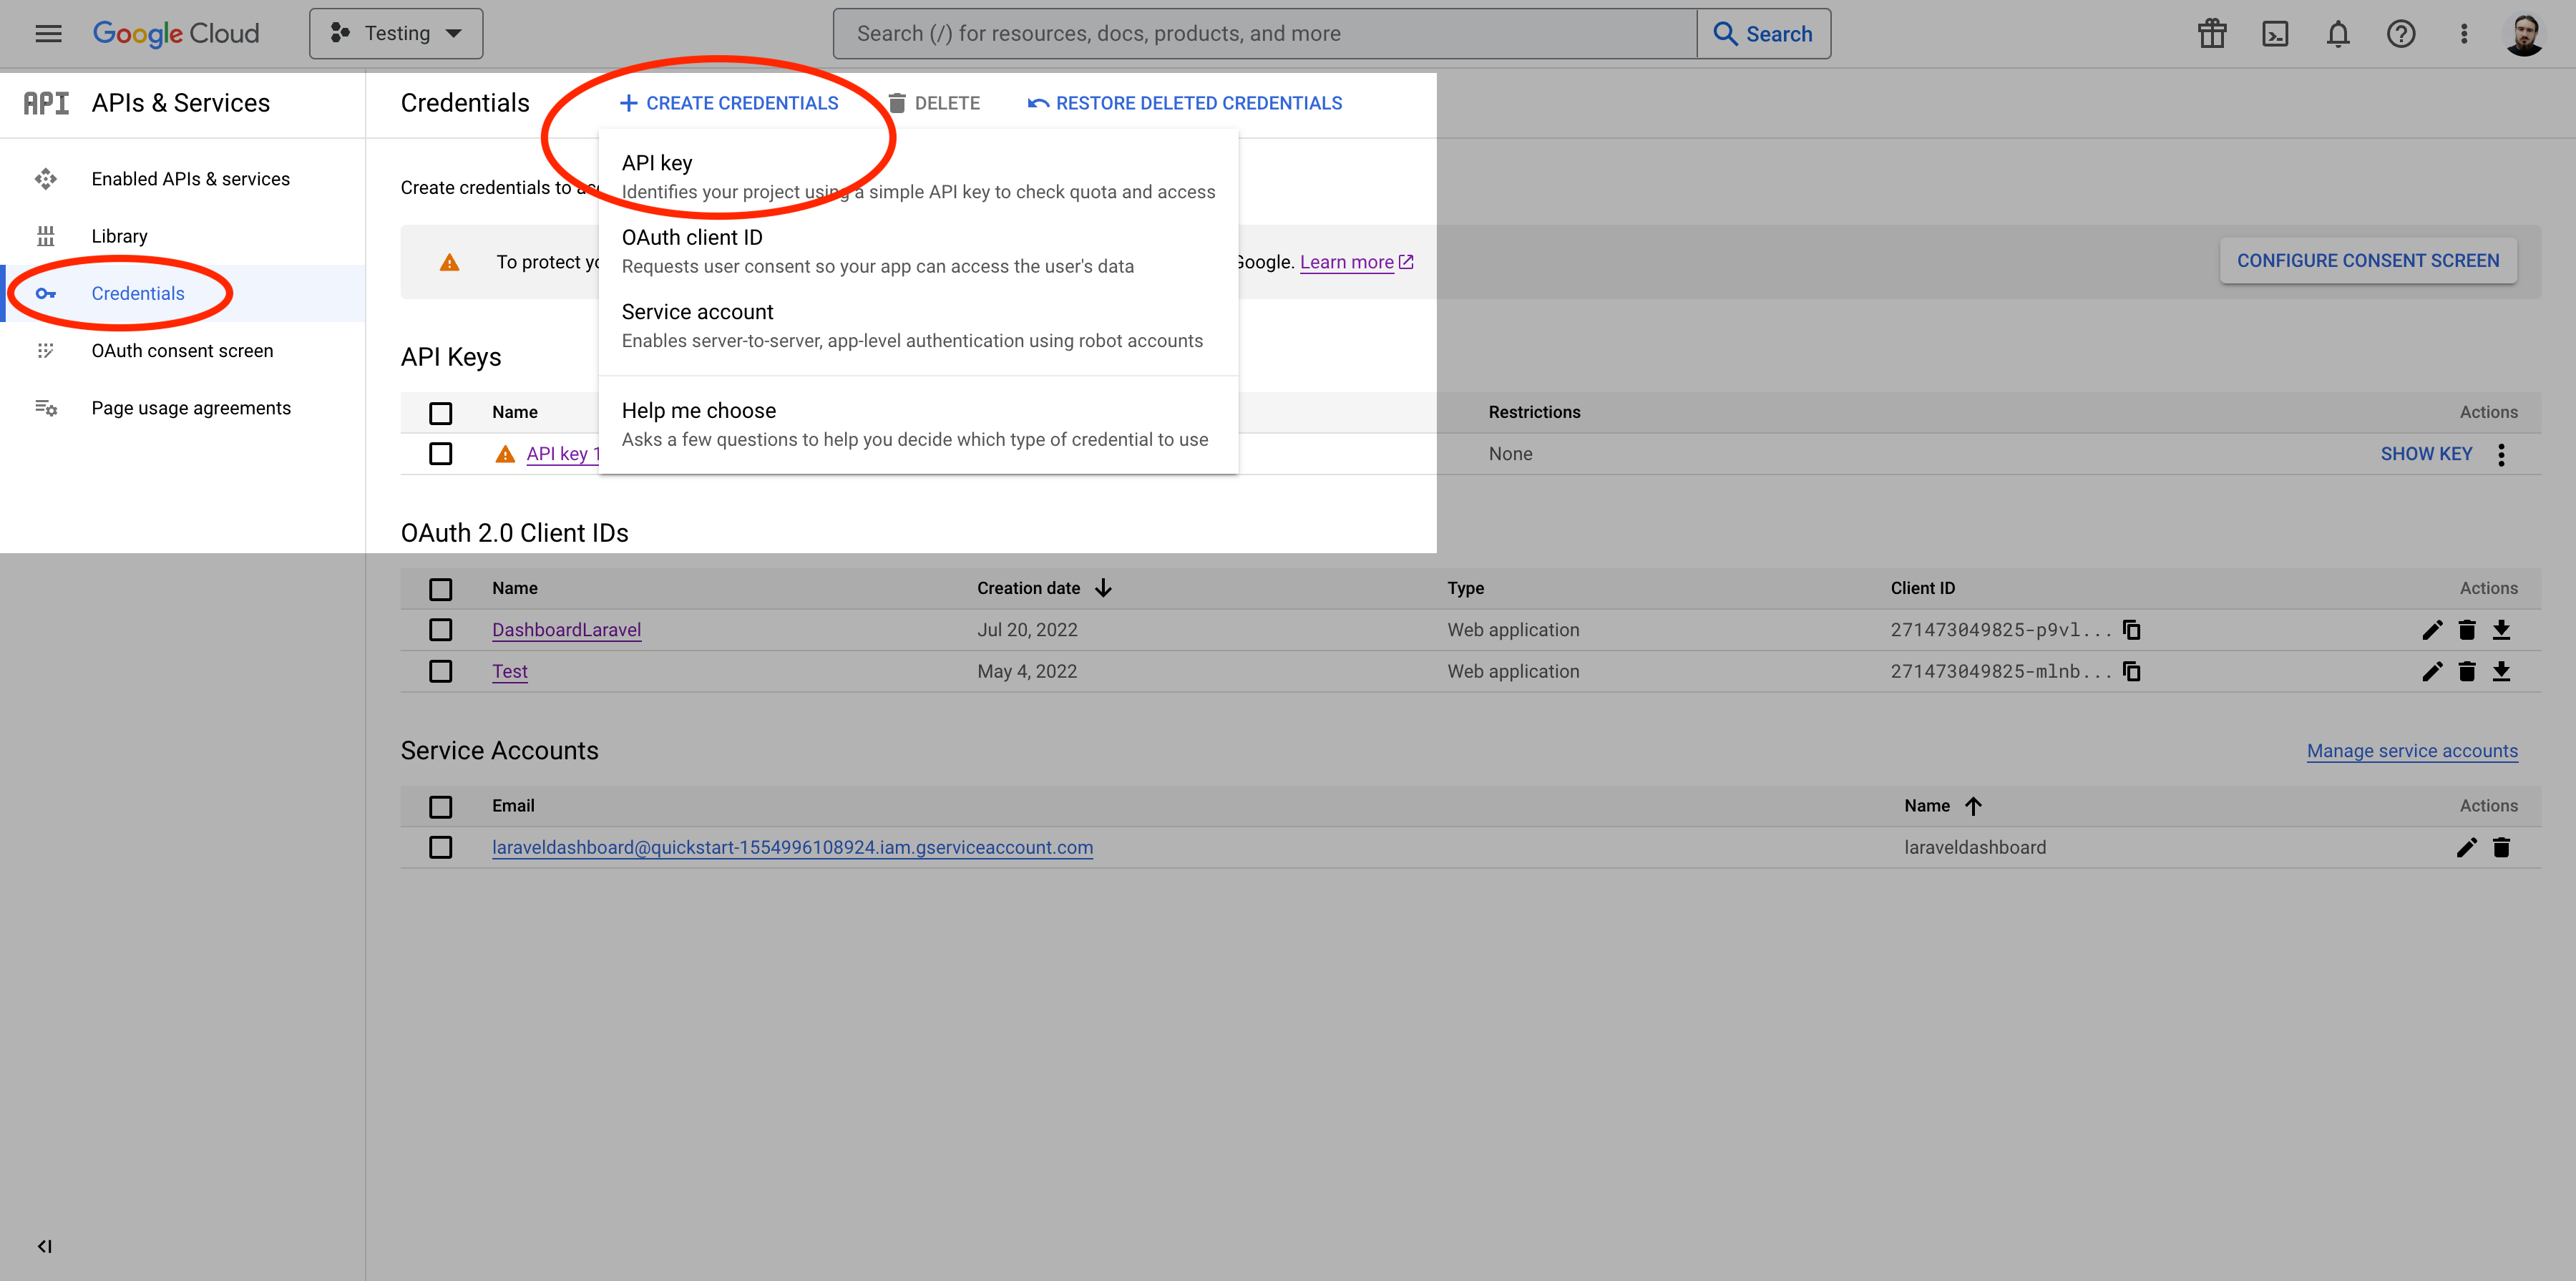 Google Cloud
Testing
Search (/) for resources, docs, products, and more
Search
API APIs & Services
Credentials
CREATE CREDENTIALS
DELETE
RESTORE DELETED CREDENTIALS
Enabled APIs & services
Library
Credentials
OAuth consent screen
Page usage agreements
API key
Create credentials to ac
Identifies your project using a simple API key to check quota and access
OAuth client ID
To protect yo
Requests user consent so your app can access the user's data
Google. Learn more
CONFIGURE CONSENT SCREEN
Service account
Enables server-to-server, app-level authentication using robot accounts
API Keys
Help me choose
Asks a few questions to help you decide which type of credential to use
Name Restrictions Actions
API key 1 None SHOW KEY
OAuth 2.0 Client IDs
Name Creation date Type Client ID Actions
DashboardLaravel Jul 20, 2022 Web application 271473049825-p9vl...
Test May 4, 2022 Web application 271473049825-mlnb...
Service Accounts
Manage service accounts
Email Name Actions
laraveldashboard@quickstart-1554996108924.iam.gserviceaccount.com laraveldashboard